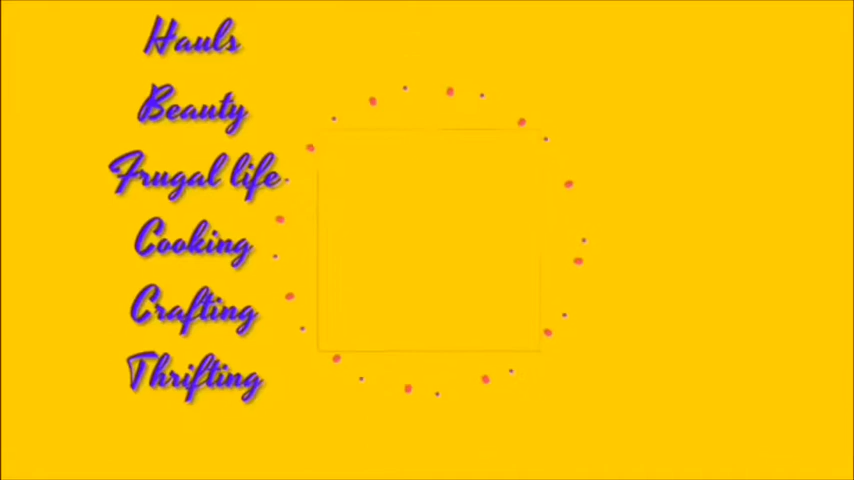 Hauls
Beauty
Frugal life
Cooking
Crafting
Thrifting